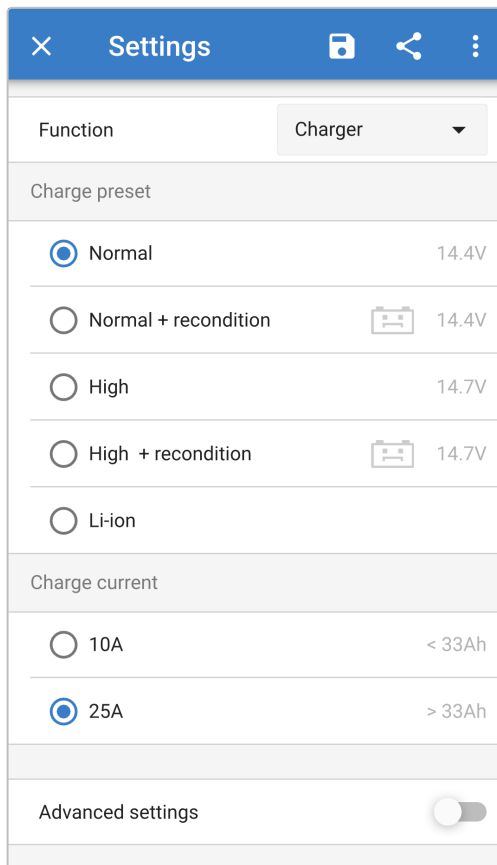 Settings
Function Charger
Charge preset
Normal 14.4V
Normal + recondition 14.4V
High 14.7V
High + recondition 14.7V
Li-ion
Charge current
10A < 33Ah
25A > 33Ah
Advanced settings